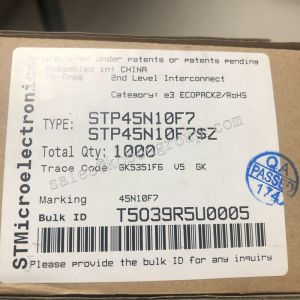 Manufactured under patents or patents pending
Assembled in: CHINA
Pb-free 2nd Level Interconnect
Category: e3 ECOPACK2/RoHS
TYPE: STP45N10F7
STP45N10F7$Z
Total Qty: 1000
Trace Code GK5351F6 V5 GK
Marking 45N10F7
Bulk ID T5039R5U0005
Please provide the bulk ID for any inquiry
STMicroelectronics
QA
PASSED
174